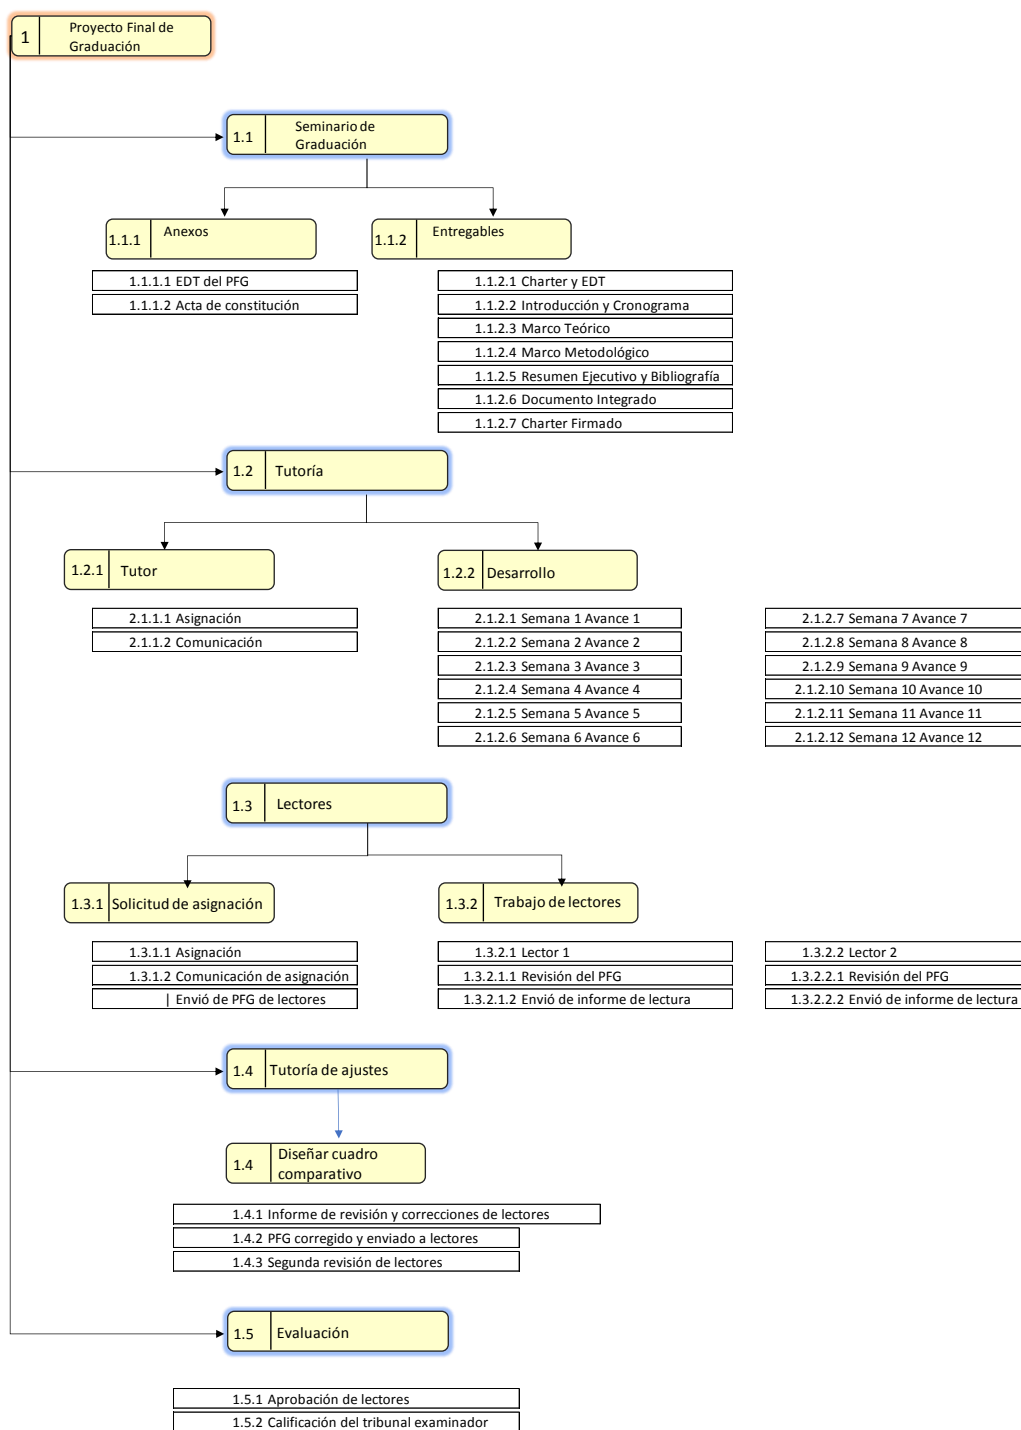 1
Proyecto Final de
Graduación
1.1
Seminario de
Graduación
1.1.1
Anexos
1.1.2
Entregables
1.1.1.1 EDT del PFG
1.1.1.2 Acta de constitución
1.1.2.1 Charter y EDT
1.1.2.2 Introducción y Cronograma
1.1.2.3 Marco Teórico
1.1.2.4 Marco Metodológico
1.1.2.5 Resumen Ejecutivo y Bibliografía
1.1.2.6 Documento Integrado
1.1.2.7 Charter Firmado
1.2
Tutoría
1.2.1
Tutor
1.2.2
Desarrollo
2.1.1.1 Asignación
2.1.1.2 Comunicación
2.1.2.1 Semana 1 Avance 1
2.1.2.2 Semana 2 Avance 2
2.1.2.3 Semana 3 Avance 3
2.1.2.4 Semana 4 Avance 4
2.1.2.5 Semana 5 Avance 5
2.1.2.6 Semana 6 Avance 6
2.1.2.7 Semana 7 Avance 7
2.1.2.8 Semana 8 Avance 8
2.1.2.9 Semana 9 Avance 9
2.1.2.10 Semana 10 Avance 10
2.1.2.11 Semana 11 Avance 11
2.1.2.12 Semana 12 Avance 12
1.3
Lectores
1.3.1
Solicitud de asignación
1.3.2
Trabajo de lectores
1.3.1.1 Asignación
1.3.1.2 Comunicación de asignación
| Envió de PFG de lectores
1.3.2.1 Lector 1
1.3.2.1.1 Revisión del PFG
1.3.2.1.2 Envió de informe de lectura
1.3.2.2 Lector 2
1.3.2.2.1 Revisión del PFG
1.3.2.2.2 Envió de informe de lectura
1.4
Tutoría de ajustes
1.4
Diseñar cuadro
comparativo
1.4.1 Informe de revisión y correcciones de lectores
1.4.2 PFG corregido y enviado a lectores
1.4.3 Segunda revisión de lectores
1.5
Evaluación
1.5.1 Aprobación de lectores
1.5.2 Calificación del tribunal examinador